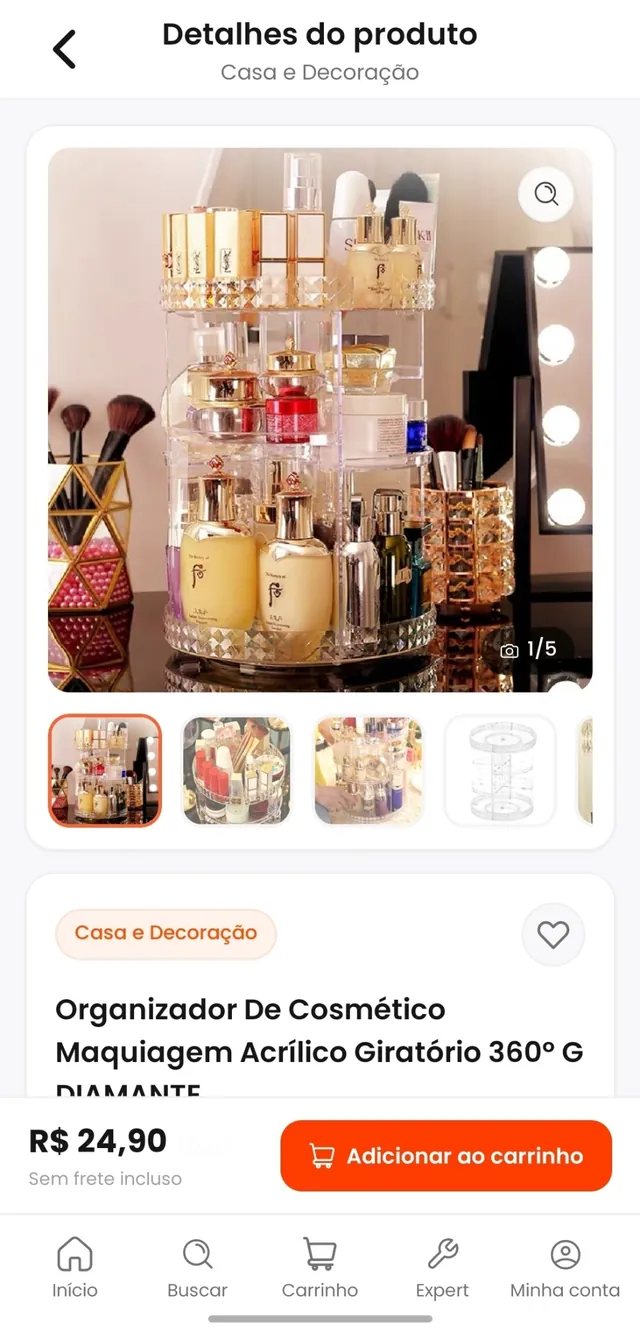 Detalhes do produto
Casa e Decoração
1/5
Casa e Decoração
Organizador De Cosmético
Maquiagem Acrílico Giratório 360° G
DIAMANTE
R$ 24,90
Adicionar ao carrinho
Sem frete incluso
Início
Buscar
Carrinho
Expert
Minha conta